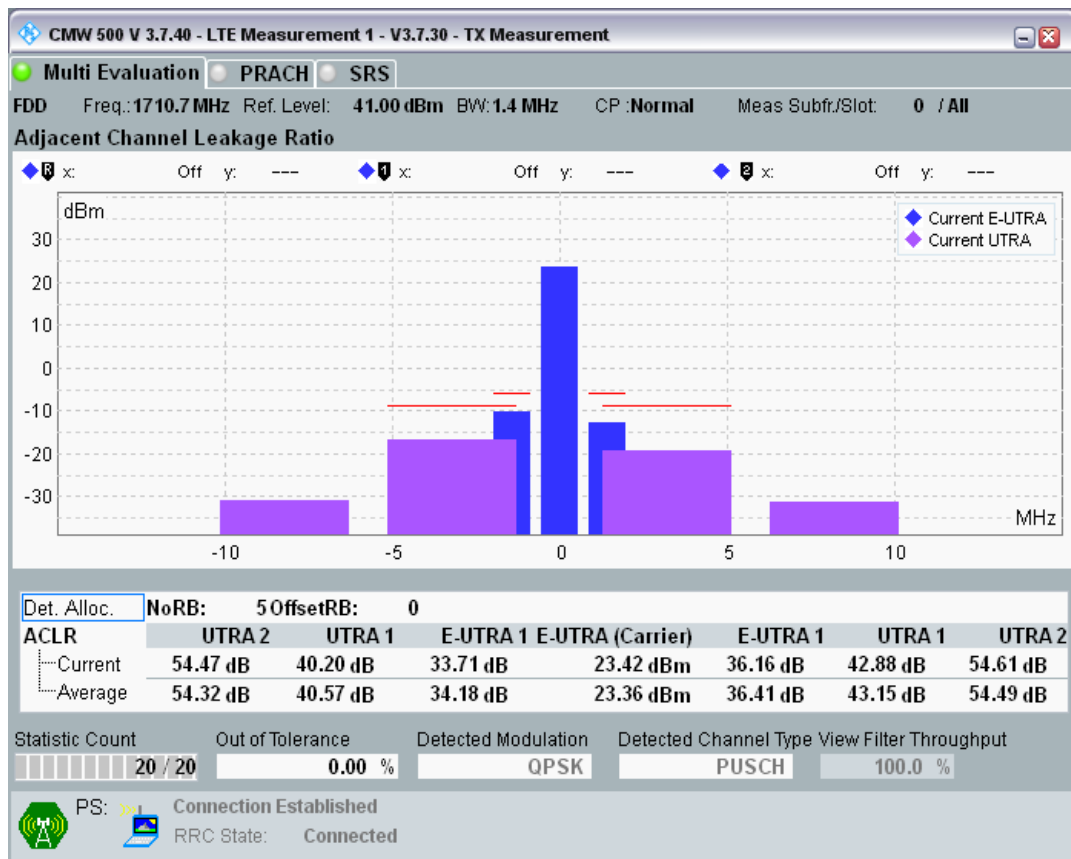 CMW 500 V 3.7.40 - LTE Measurement 1 - V3.7.30 - TX Measurement
Multi Evaluation PRACH SRS
FDD Freq.: 1710.7 MHz Ref. Level: 41.00 dBm BW: 1.4 MHz CP : Normal Meas Subfr./Slot: 0 / All
Adjacent Channel Leakage Ratio
R x: Off y: --- 1 x: Off y: --- 2 x: Off y: ---
dBm
Current E-UTRA
Current UTRA
30
20
10
0
-10
-20
-30
MHz
-10 -5 0 5 10
Det. Alloc. NoRB: 5 OffsetRB: 0
ACLR UTRA 2 UTRA 1 E-UTRA 1 E-UTRA (Carrier) E-UTRA 1 UTRA 1 UTRA 2
Current 54.47 dB 40.20 dB 33.71 dB 23.42 dBm 36.16 dB 42.88 dB 54.61 dB
Average 54.32 dB 40.57 dB 34.18 dB 23.36 dBm 36.41 dB 43.15 dB 54.49 dB
Statistic Count Out of Tolerance Detected Modulation Detected Channel Type View Filter Throughput
20 / 20 0.00 % QPSK PUSCH 100.0 %
PS: Connection Established
RRC State: Connected